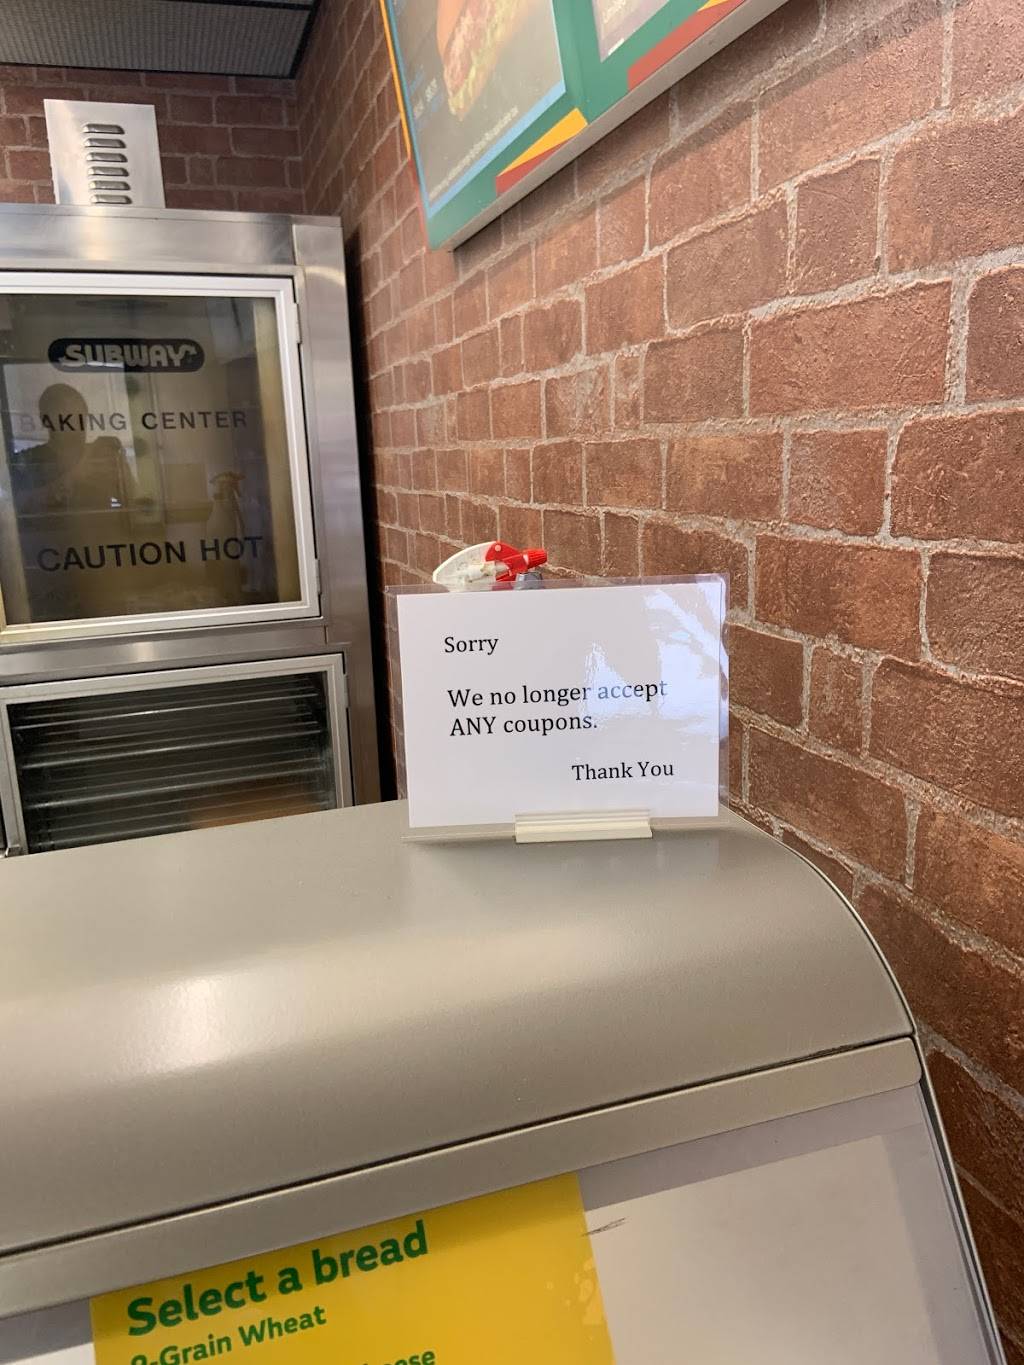 SUBWAY
BAKING CENTER
CAUTION HOT
Sorry
We no longer accept
ANY coupons.
Thank You
Select a bread
9-Grain Wheat